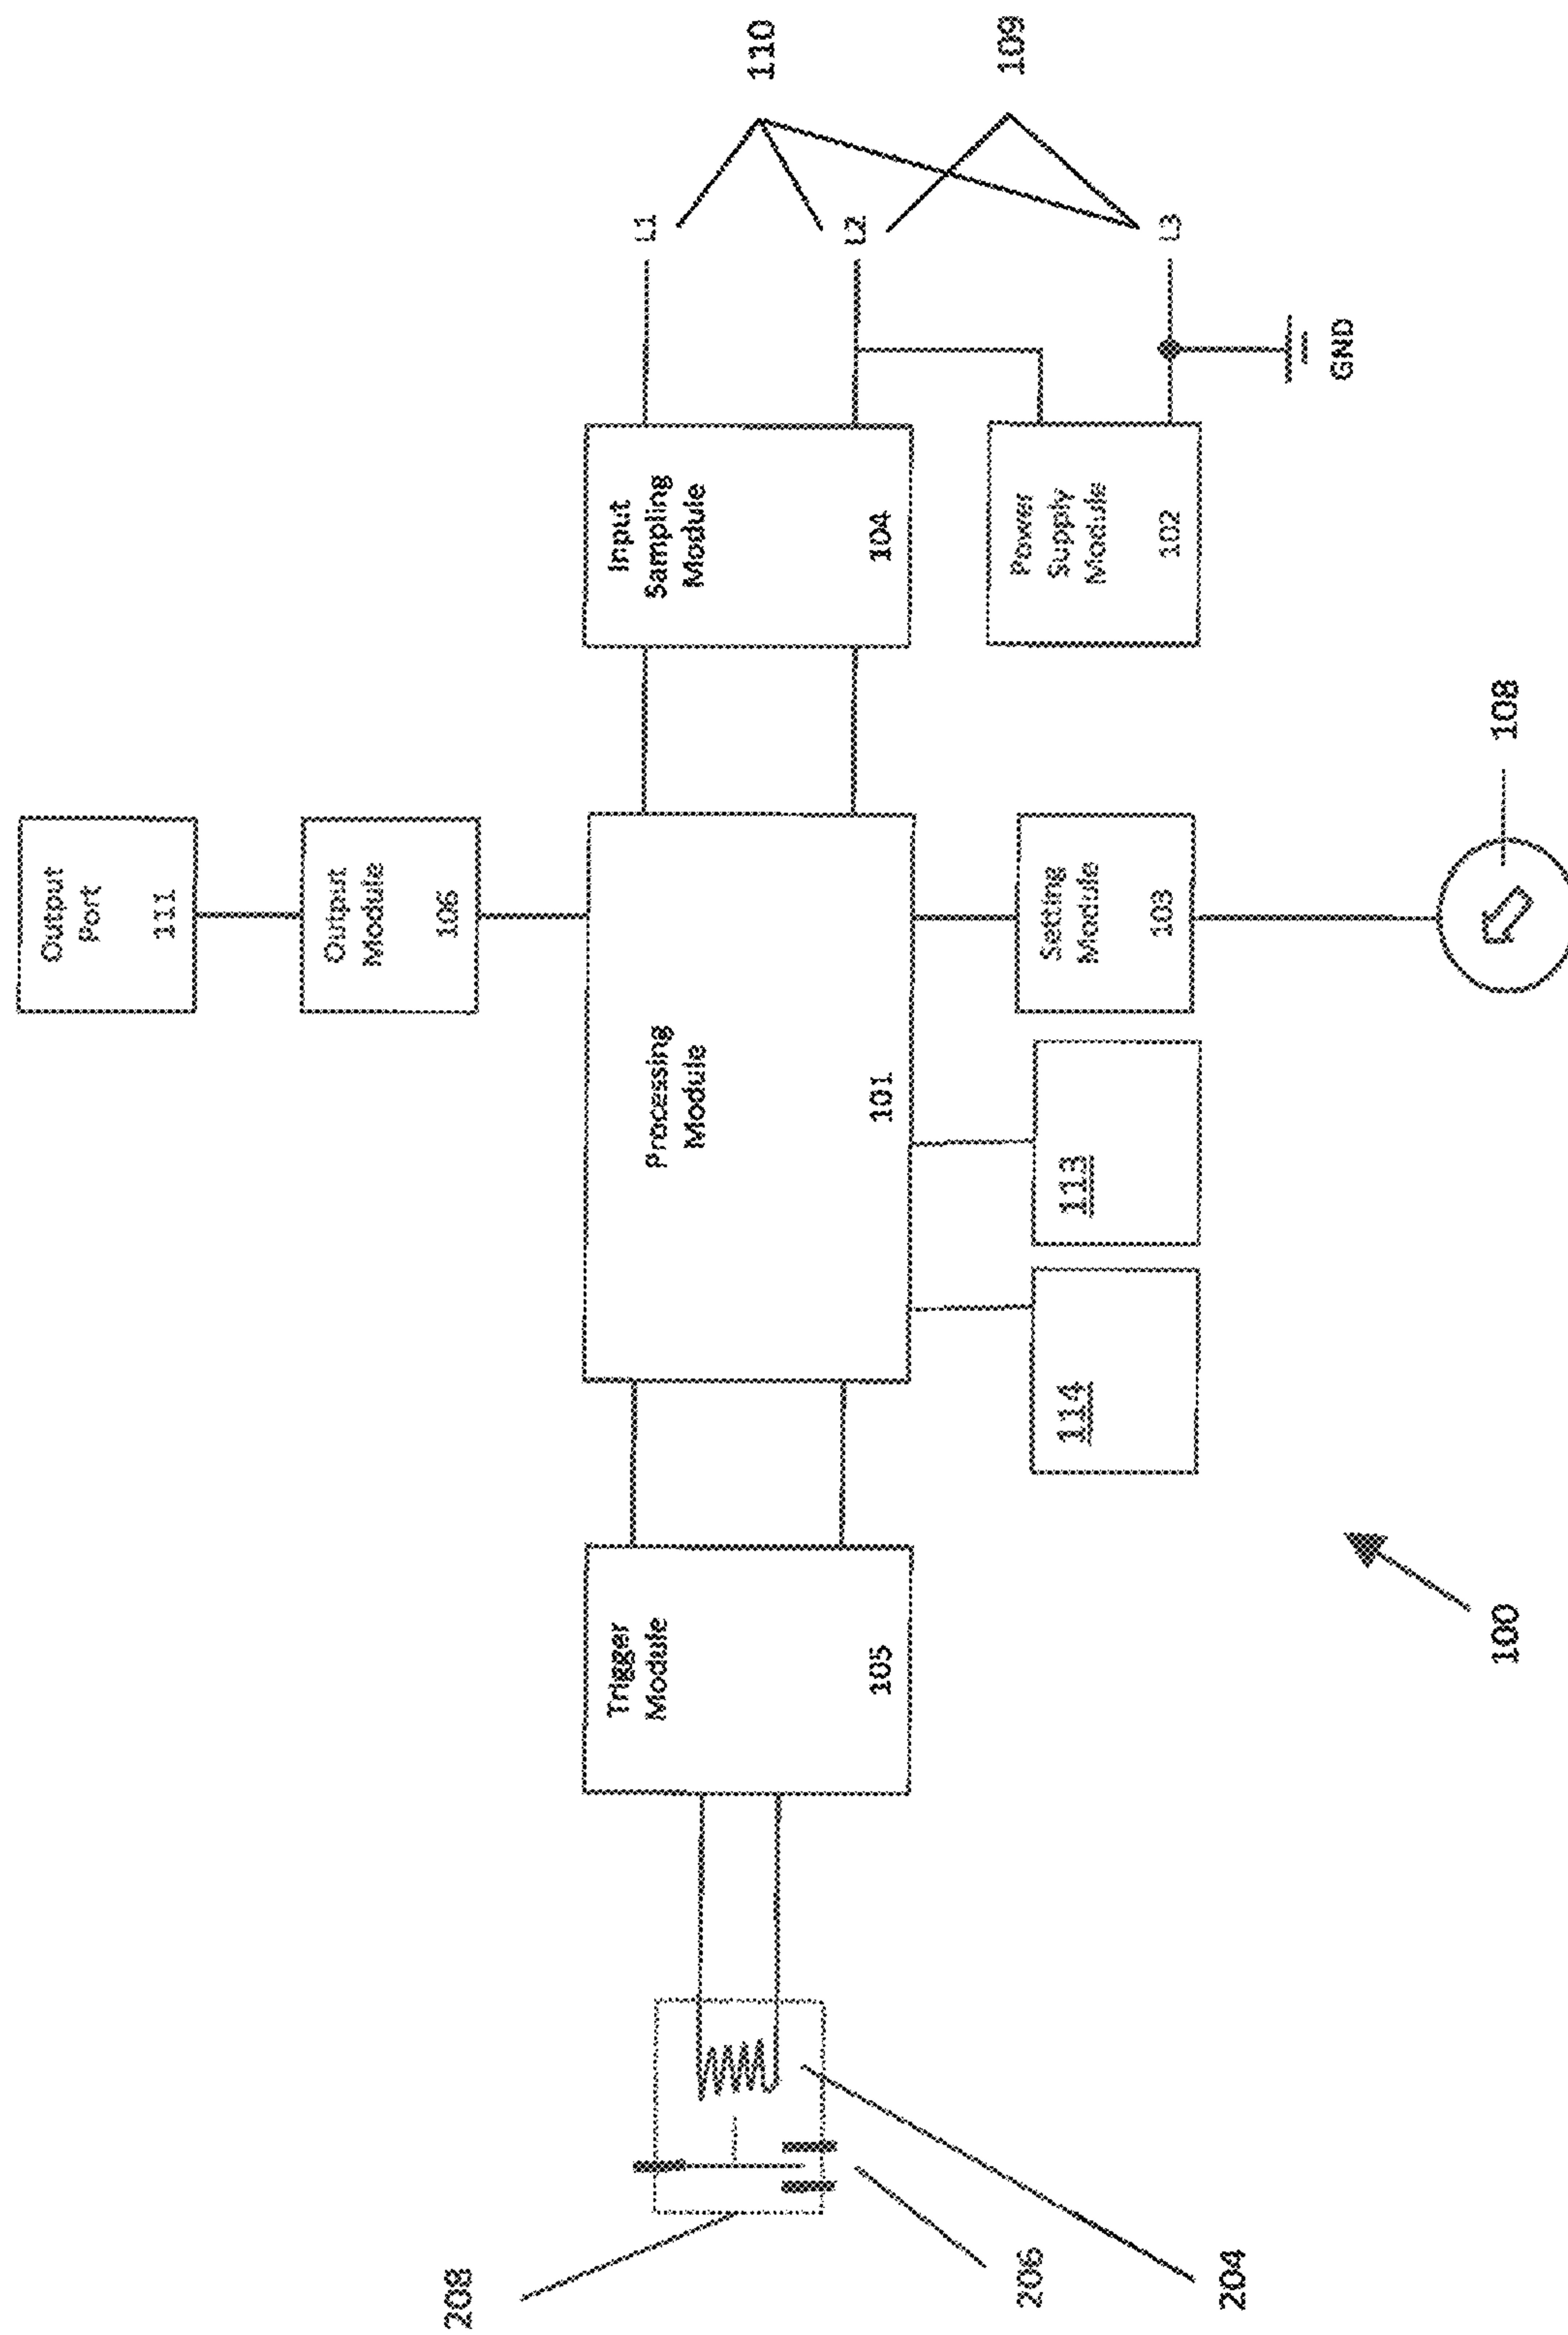 Output
Port
111
Output
Module
106
208
Trigger
Module
105
Processing
Module
101
Input
Sampling
Module
104
L1
110
L2
109
206
114
113
Setting
Module
103
Power
Supply
Module
102
L3
204
GND
100
108